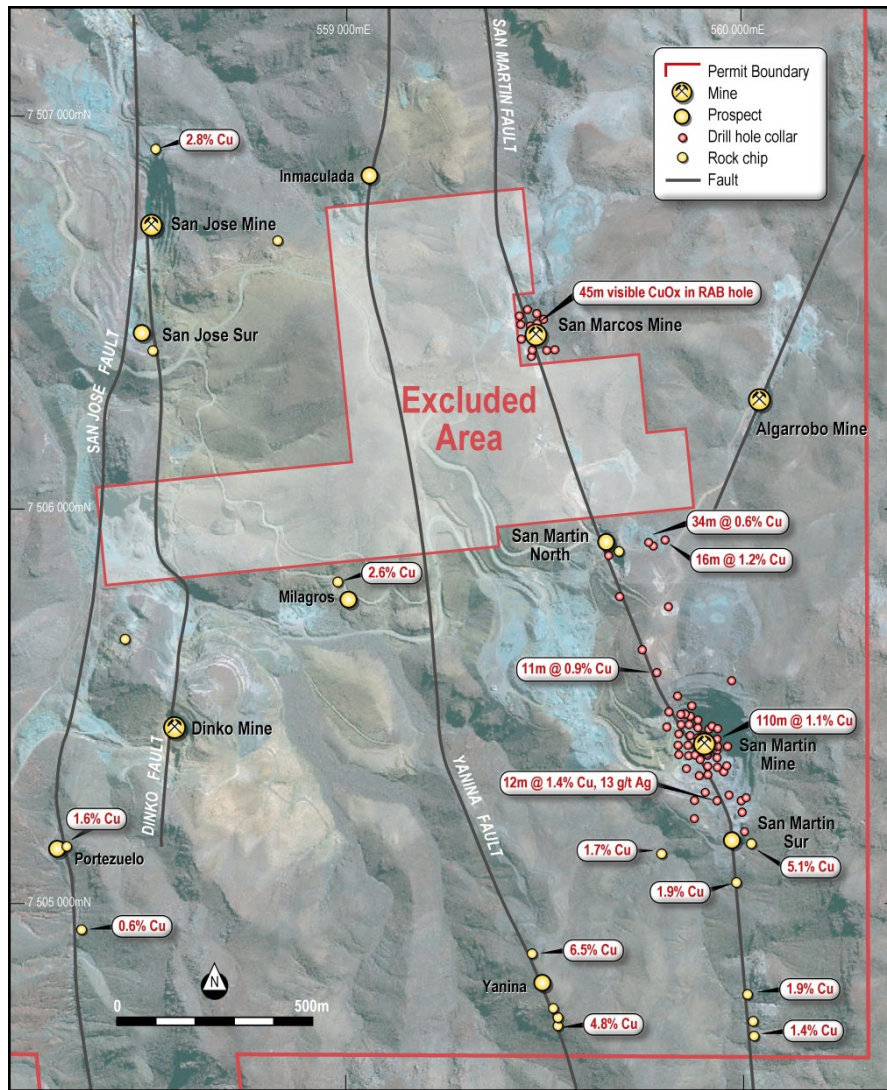 559 000mE
560 000mE
SAN MARTIN FAULT
Permit Boundary
Mine
Prospect
Drill hole collar
Rock chip
Fault
7 507 000mN
2.8% Cu
Inmaculada
San Jose Mine
45m visible CuOx in RAB hole
San Marcos Mine
San Jose Sur
SAN JOSE FAULT
Excluded
Area
Algarrobo Mine
7 506 000mN
34m @ 0.6% Cu
San Martin
North
16m @ 1.2% Cu
2.6% Cu
Milagros
11m @ 0.9% Cu
110m @ 1.1% Cu
Dinko Mine
San Martin
Mine
DINKO FAULT
YANINA FAULT
12m @ 1.4% Cu, 13 g/t Ag
1.6% Cu
San Martin
Sur
Portezuelo
1.7% Cu
5.1% Cu
1.9% Cu
7 505 000mN
0.6% Cu
6.5% Cu
N
Yanina
1.9% Cu
0
500m
4.8% Cu
1.4% Cu